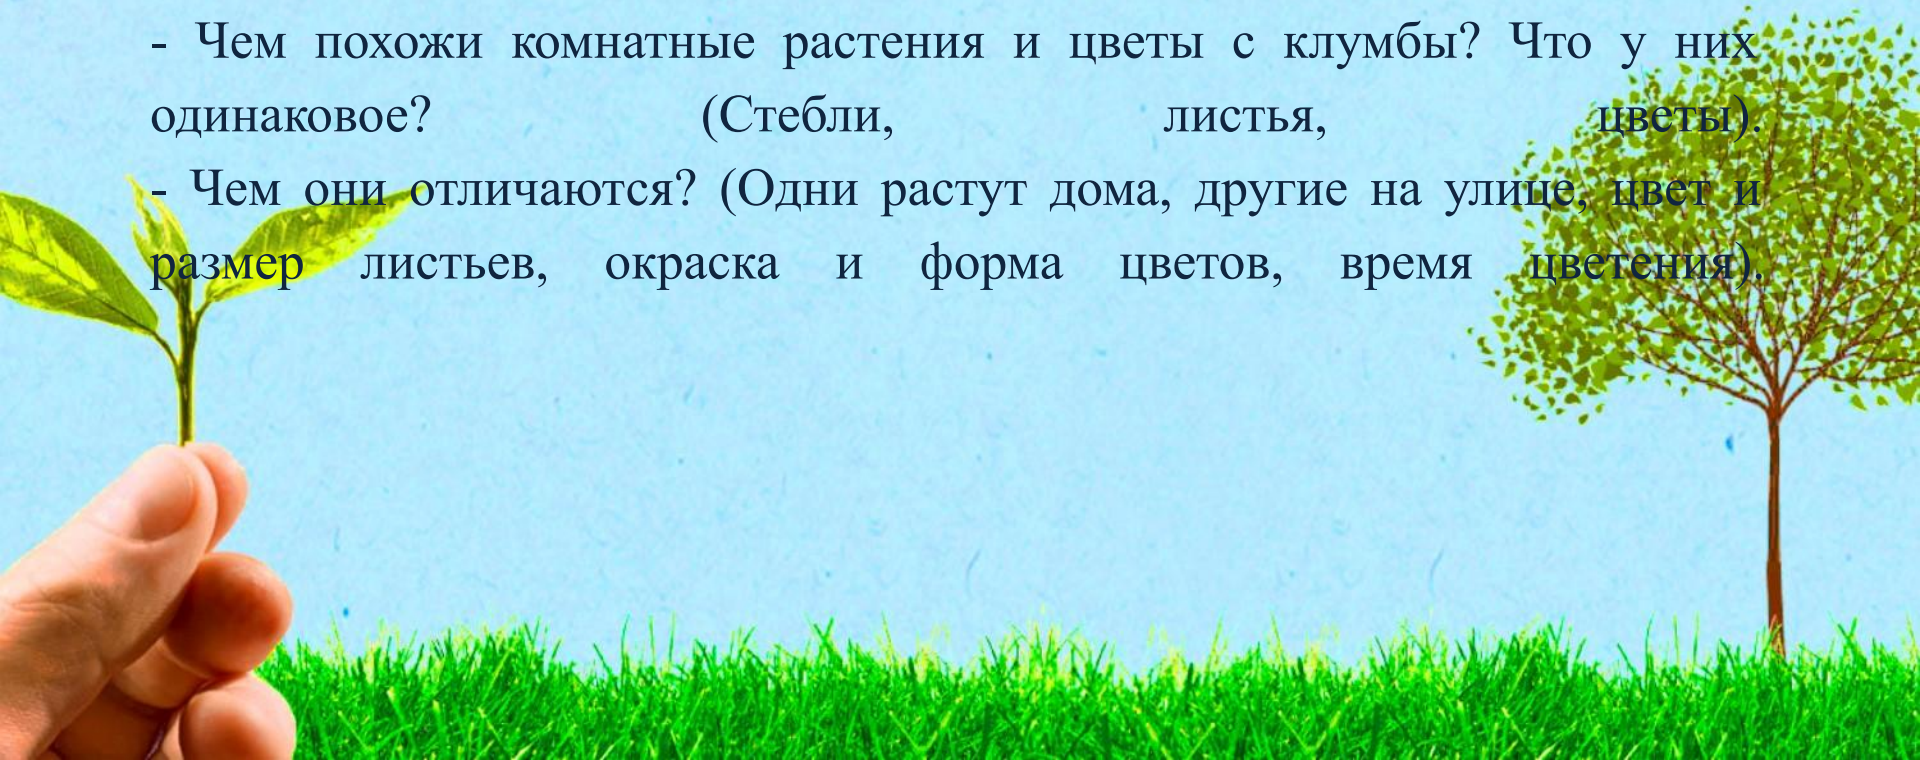 - Чем похожи комнатные растения и цветы с клумбы? Что у них
одинаковое? (Стебли, листья, цветы).
- Чем они отличаются? (Одни растут дома, другие на улице, цвет и
размер листьев, окраска и форма цветов, время цветения).